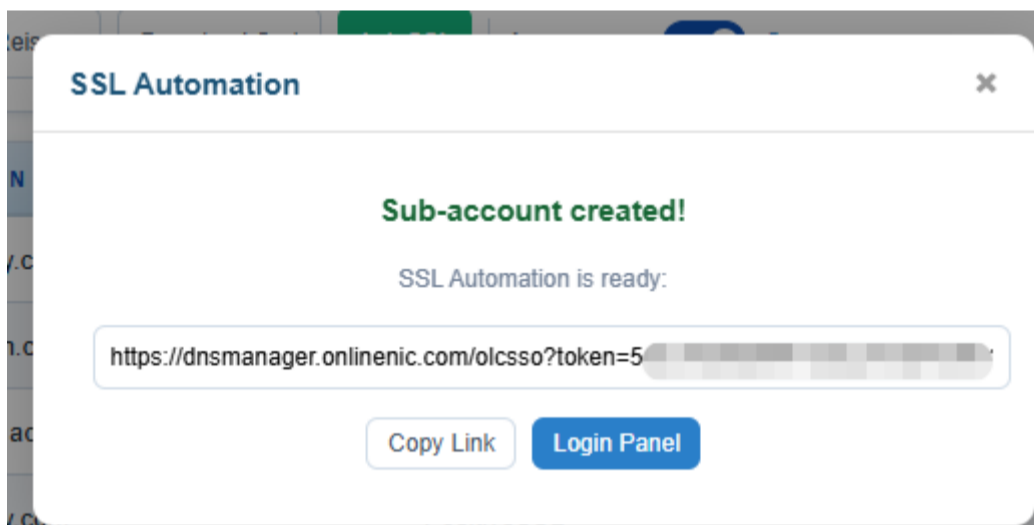 SSL Automation
Sub-account created!
SSL Automation is ready:
https://dnsmanager.onlinenic.com/olcsso?token=5
Copy Link
Login Panel